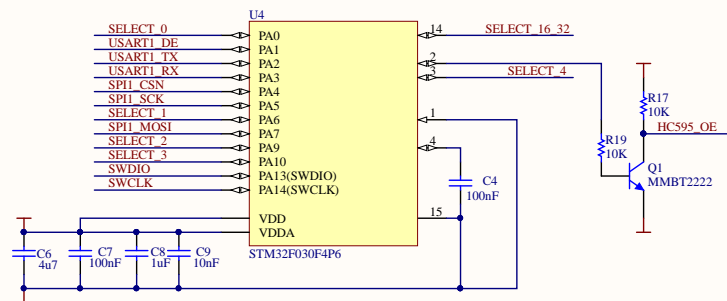 U4
SELECT_0 PA0 14 SELECT_16_32
USART1_DE PA1
USART1_TX PA2 2
USART1_RX PA3 3 SELECT_4
SPI1_CSN PA4
SPI1_SCK PA5
SELECT_1 PA6 1
SPI1_MOSI PA7
SELECT_2 PA9 4
SELECT_3 PA10
SWDIO PA13(SWDIO)
SWCLK PA14(SWCLK)
VDD 15
VDDA
STM32F030F4P6
C4
100nF
R17
10K
HC595_OE
R19
10K
Q1
MMBT2222
C6
4u7
C7
100nF
C8
1uF
C9
10nF